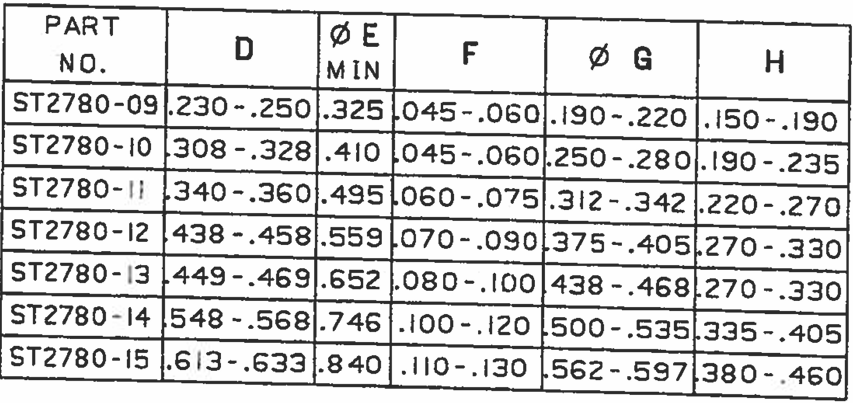 PART NO. D Ø E MIN F Ø G H
ST2780-09 .230-.250 .325 .045-.060 .190-.220 .150-.190
ST2780-10 .308-.328 .410 .045-.060 .250-.280 .190-.235
ST2780-11 .340-.360 .495 .060-.075 .312-.342 .220-.270
ST2780-12 .438-.458 .559 .070-.090 .375-.405 .270-.330
ST2780-13 .449-.469 .652 .080-.100 .438-.468 .270-.330
ST2780-14 .548-.568 .746 .100-.120 .500-.535 .335-.405
ST2780-15 .613-.633 .840 .110-.130 .562-.597 .380-.460